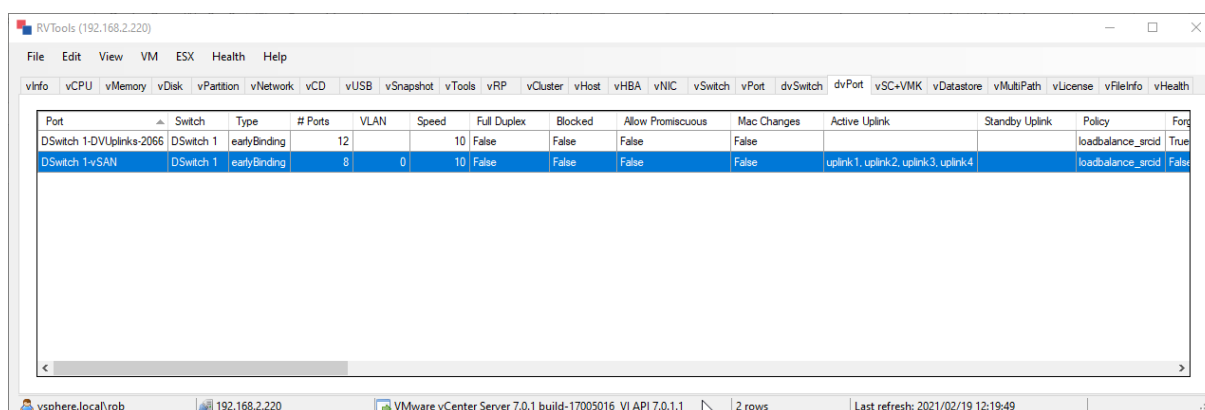 RVTools (192.168.2.220)
File Edit View VM ESX Health Help
vInfo vCPU vMemory vDisk vPartition vNetwork vCD vUSB vSnapshot vTools vRP vCluster vHost vHBA vNIC vSwitch vPort dvSwitch dvPort vSC+VMK vDatastore vMultiPath vLicense vFileInfo vHealth
Port Switch Type # Ports VLAN Speed Full Duplex Blocked Allow Promiscuous Mac Changes Active Uplink Standby Uplink Policy Forg
DSwitch 1-DVUplinks-2066 DSwitch 1 earlyBinding 12 10 False False False False loadbalance_srcid True
DSwitch 1-vSAN DSwitch 1 earlyBinding 8 0 10 False False False False uplink1, uplink2, uplink3, uplink4 loadbalance_srcid False
vsphere.local\rob 192.168.2.220 VMware vCenter Server 7.0.1 build-17005016 VI API 7.0.1.1 2 rows Last refresh: 2021/02/19 12:19:49